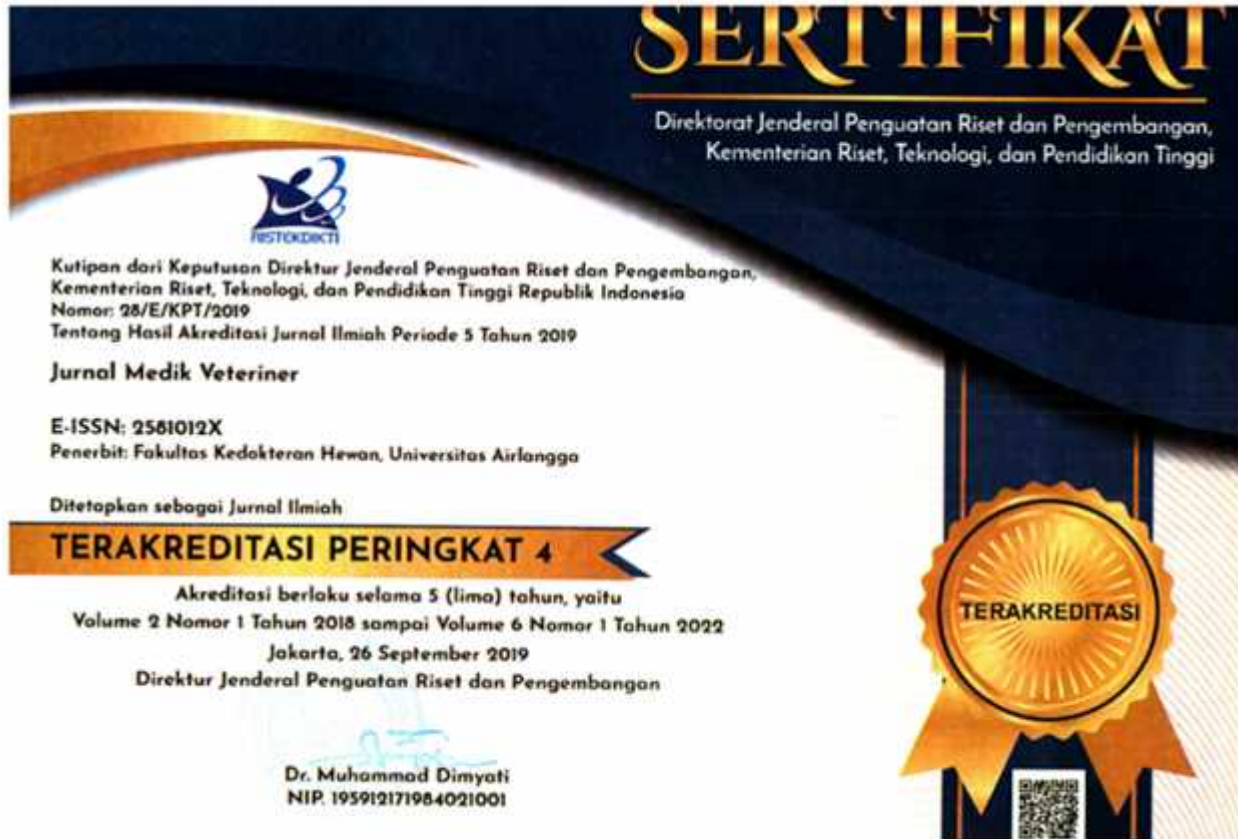 SERTIFIKAT
Direktorat Jenderal Penguatan Riset dan Pengembangan,
Kementerian Riset, Teknologi, dan Pendidikan Tinggi
RISTEKDIKTI
Kutipan dari Keputusan Direktur Jenderal Penguatan Riset dan Pengembangan,
Kementerian Riset, Teknologi, dan Pendidikan Tinggi Republik Indonesia
Nomor: 28/E/KPT/2019
Tentang Hasil Akreditasi Jurnal Ilmiah Periode 5 Tahun 2019
Jurnal Medik Veteriner
E-ISSN: 2581012X
Penerbit: Fakultas Kedokteran Hewan, Universitas Airlangga
Ditetapkan sebagai Jurnal Ilmiah
TERAKREDITASI PERINGKAT 4
Akreditasi berlaku selama 5 (lima) tahun, yaitu
Volume 2 Nomor 1 Tahun 2018 sampai Volume 6 Nomor 1 Tahun 2022
Jakarta, 26 September 2019
Direktur Jenderal Penguatan Riset dan Pengembangan
Dr. Muhammad Dimyati
NIP. 195912171984021001
TERAKREDITASI